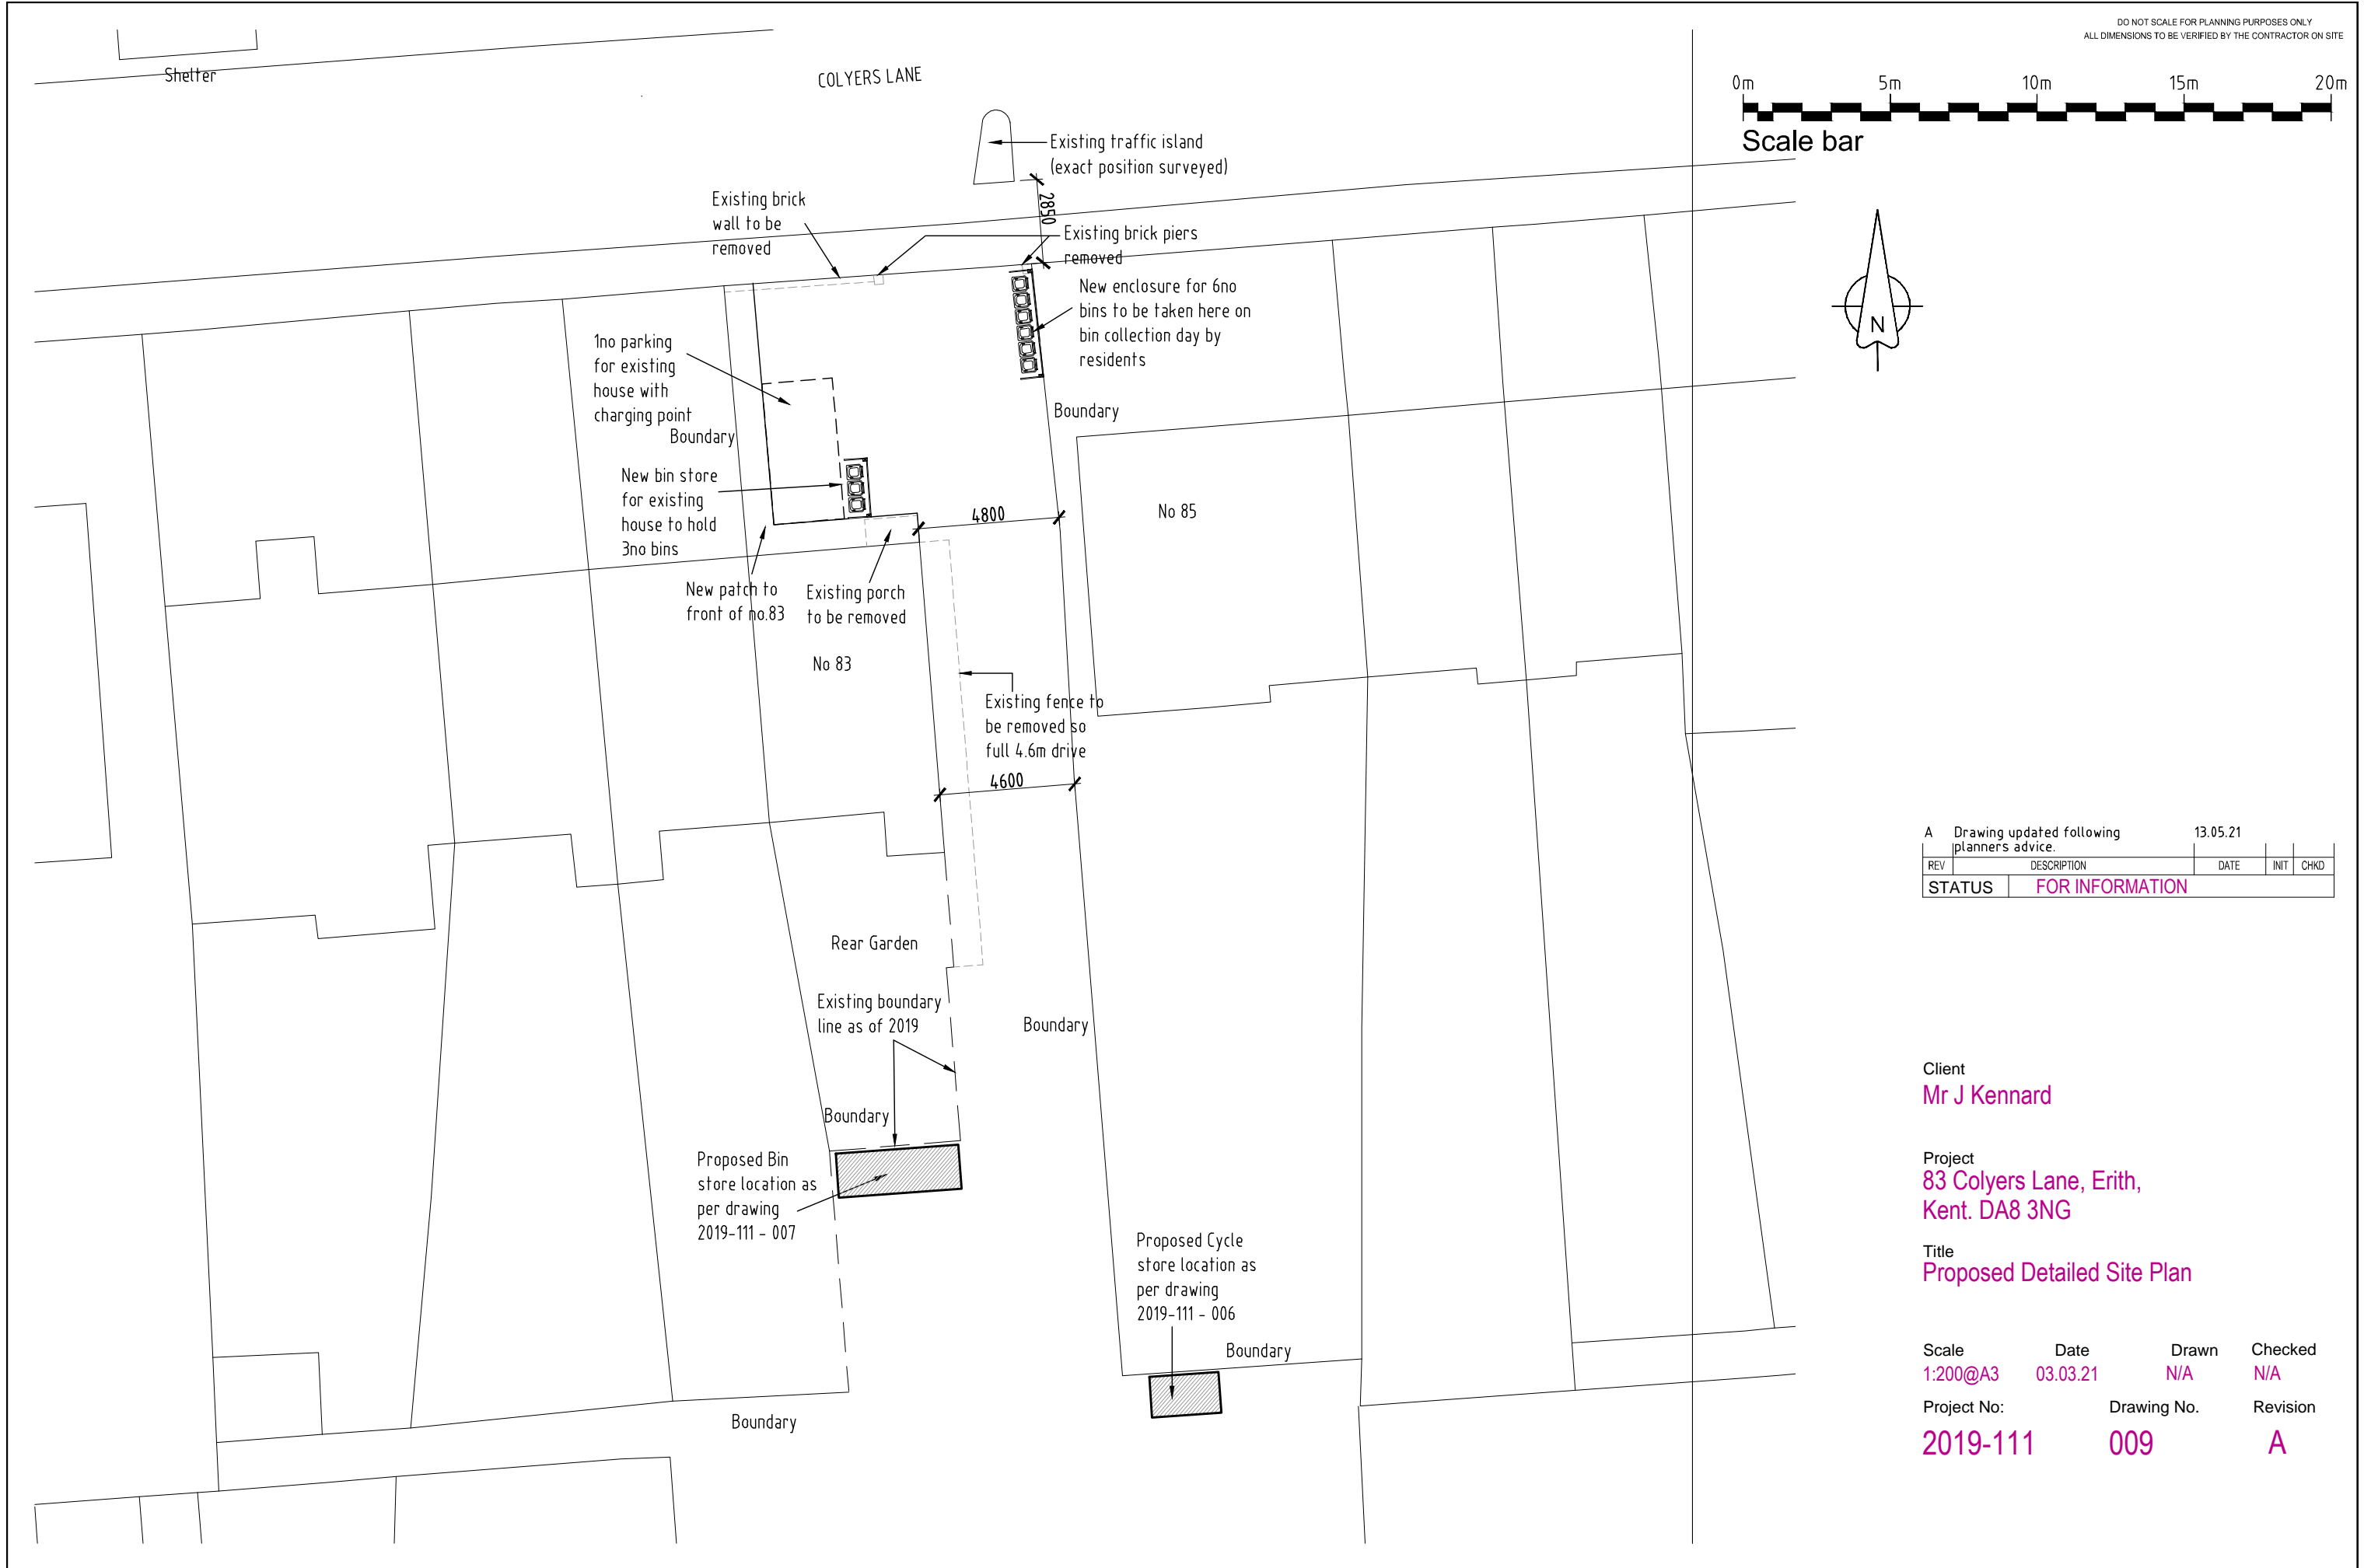 DO NOT SCALE FOR PLANNING PURPOSES ONLY
ALL DIMENSIONS TO BE VERIFIED BY THE CONTRACTOR ON SITE
0m 5m 10m 15m 20m
Scale bar
Shelter
COLYERS LANE
Existing traffic island
(exact position surveyed)
2850
Existing brick
wall to be
removed
Existing brick piers
removed
New enclosure for 6no
bins to be taken here on
bin collection day by
residents
N
1no parking
for existing
house with
charging point
Boundary
Boundary
New bin store
for existing
house to hold
3no bins
4800
No 85
New patch to
front of no.83
Existing porch
to be removed
No 83
Existing fence to
be removed so
full 4.6m drive
4600
Rear Garden
Existing boundary
line as of 2019
Boundary
Boundary
Proposed Bin
store location as
per drawing
2019-111 - 007
Proposed Cycle
store location as
per drawing
2019-111 - 006
Boundary
Boundary
A Drawing updated following 13.05.21
planners advice.
REV DESCRIPTION DATE INIT CHKD
STATUS FOR INFORMATION
Client
Mr J Kennard
Project
83 Colyers Lane, Erith,
Kent. DA8 3NG
Title
Proposed Detailed Site Plan
Scale Date Drawn Checked
1:200@A3 03.03.21 N/A N/A
Project No: Drawing No. Revision
2019-111 009 A